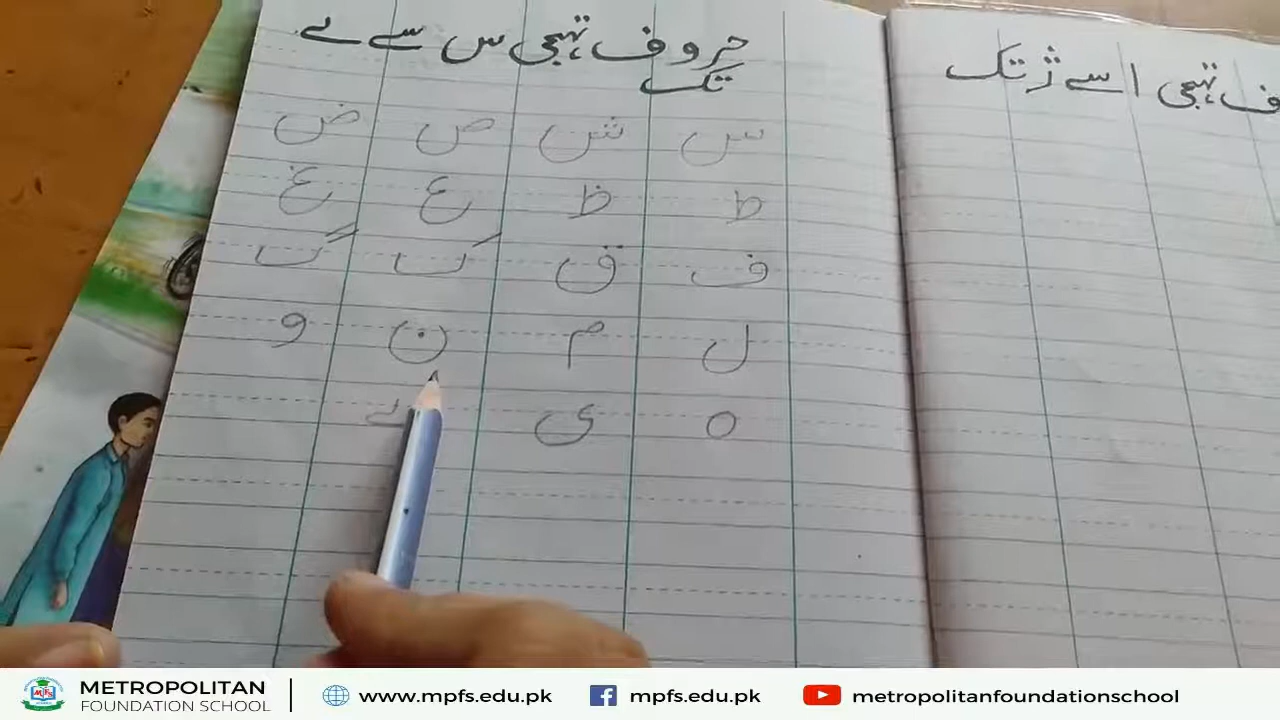 حروف تہجی س سے ے
تک
س ش ص ض
ط ظ ع غ
ف ق ک گ
ل م ن و
ہ ی ے
ف تہجی ا سے ژ تک
METROPOLITAN
FOUNDATION SCHOOL
www.mpfs.edu.pk
mpfs.edu.pk
metropolitanfoundationschool